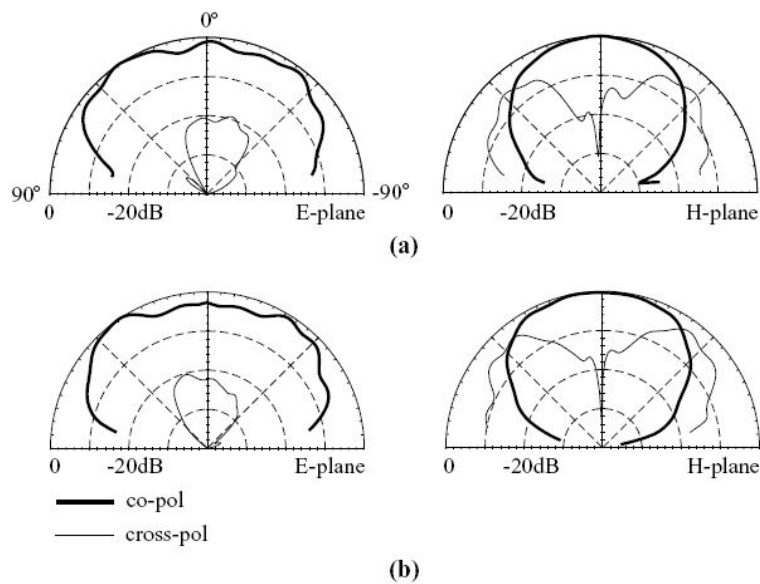 0°
90°
-90°
0 -20dB E-plane
0 -20dB H-plane
(a)
0 -20dB E-plane
0 -20dB H-plane
co-pol
cross-pol
(b)